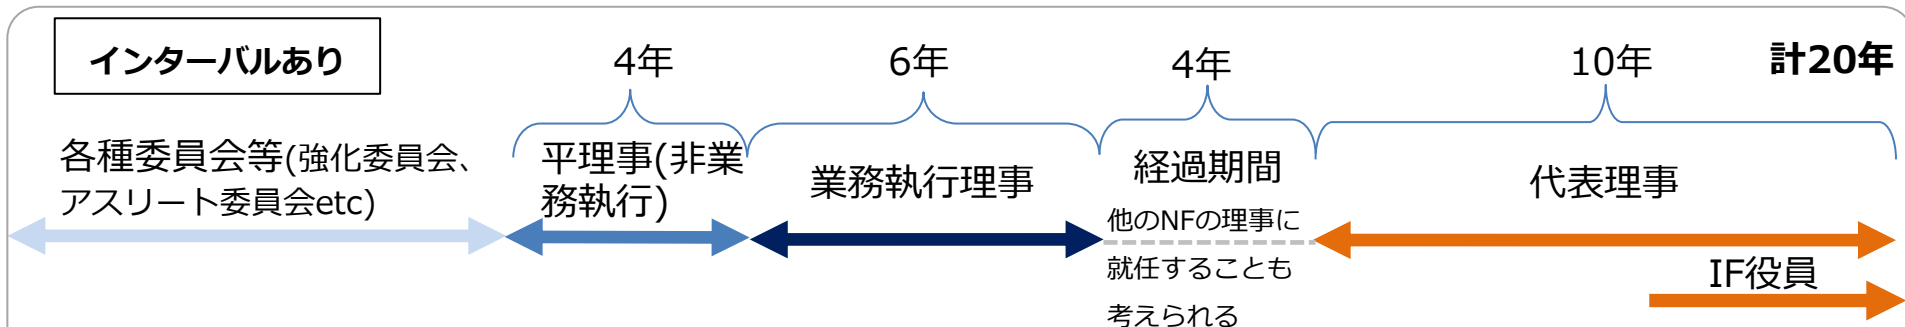 インターバルあり
4年
6年
4年
10年
計20年
各種委員会等(強化委員会、
アスリート委員会etc)
平理事(非業
務執行)
業務執行理事
経過期間
他のNFの理事に
就任することも
考えられる
代表理事
IF役員